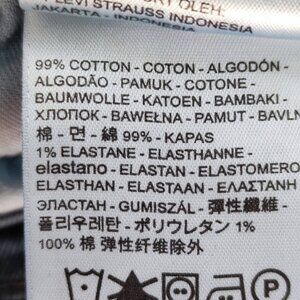 OLEH:
LEVI STRAUSS INDONESIA
JAKARTA - INDONESIA
99% COTTON - COTON - ALGODÓN -
ALGODÃO - PAMUK - COTONE -
BAUMWOLLE - KATOEN - BAMBAKI -
ХЛОПОК - BAWEŁNA - PAMUT - BAVLN
棉 - 면 - 綿 99% - KAPAS
1% ELASTANE - ELASTHANNE -
elastano - ELASTAN - ELASTOMERO
ELASTHAN - ELASTAAN - ΕΛΑΣΤΑΝΗ
ЭЛАСТАН - GUMISZÁL - 彈性纖維 -
폴리우레탄 - ポリウレタン 1%
100% 棉 弹性纤维除外